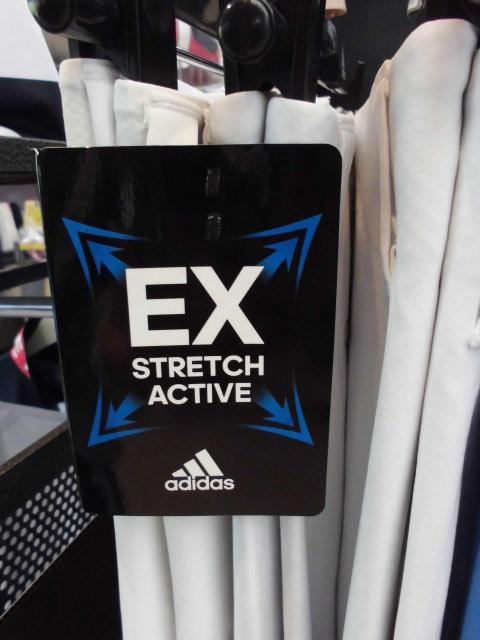 EX
STRETCH
ACTIVE
adidas